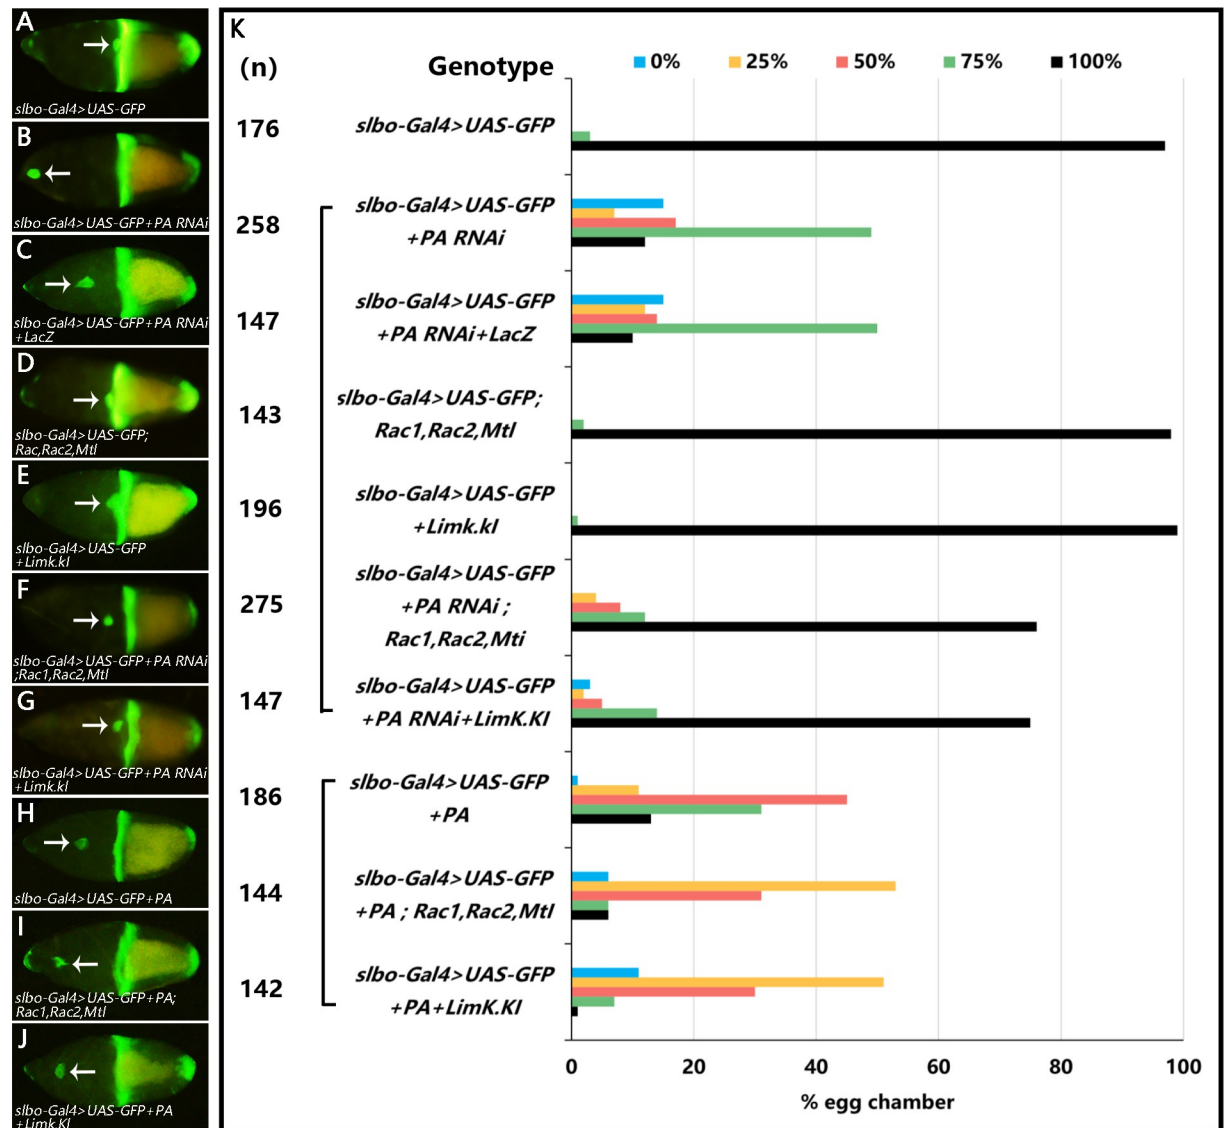 A
slbo-Gal4>UAS-GFP
B
slbo-Gal4>UAS-GFP+PA RNAi
C
slbo-Gal4>UAS-GFP+PA RNAi
+LacZ
D
slbo-Gal4>UAS-GFP;
Rac,Rac2,Mtl
E
slbo-Gal4>UAS-GFP
+Limk.kl
F
slbo-Gal4>UAS-GFP+PA RNAi
;Rac1,Rac2,Mtl
G
slbo-Gal4>UAS-GFP+PA RNAi
+Limk.kl
H
slbo-Gal4>UAS-GFP+PA
I
slbo-Gal4>UAS-GFP+PA;
Rac1,Rac2,Mtl
J
slbo-Gal4>UAS-GFP+PA
+Limk.Kl
K
(n) Genotype 0% 25% 50% 75% 100%
176 slbo-Gal4>UAS-GFP
258 slbo-Gal4>UAS-GFP
+PA RNAi
147 slbo-Gal4>UAS-GFP
+PA RNAi+LacZ
143 slbo-Gal4>UAS-GFP;
Rac1,Rac2,Mtl
196 slbo-Gal4>UAS-GFP
+Limk.kl
275 slbo-Gal4>UAS-GFP
+PA RNAi ;
Rac1,Rac2,Mti
147 slbo-Gal4>UAS-GFP
+PA RNAi+LimK.KI
186 slbo-Gal4>UAS-GFP
+PA
144 slbo-Gal4>UAS-GFP
+PA ; Rac1,Rac2,Mtl
142 slbo-Gal4>UAS-GFP
+PA+LimK.KI
0 20 40 60 80 100
% egg chamber